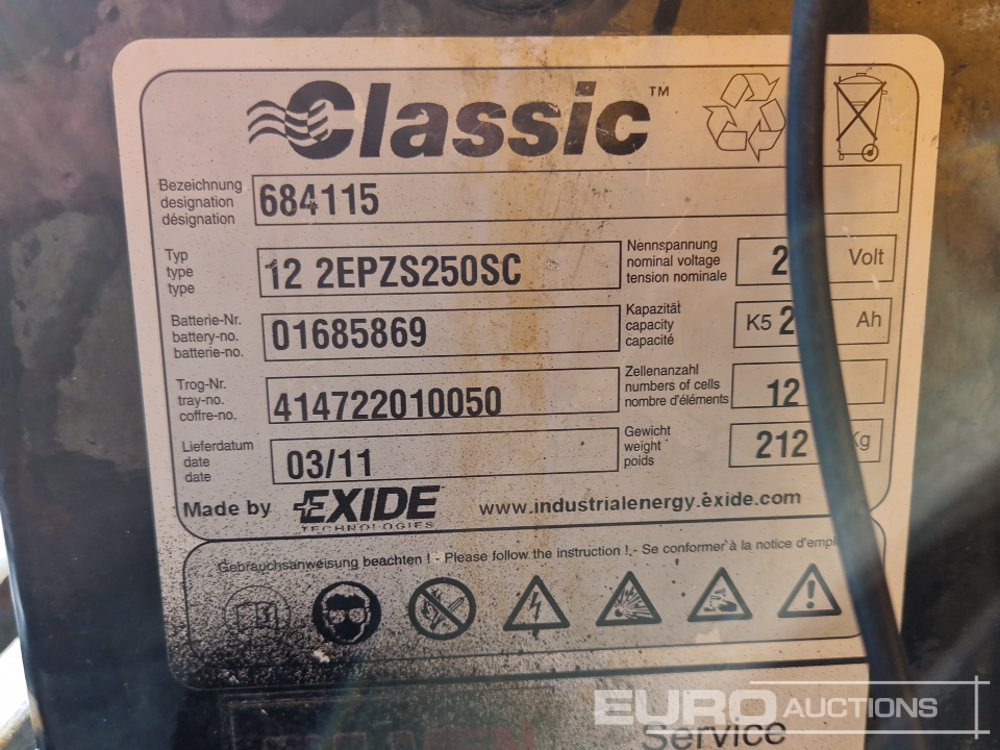 Classic™
Bezeichnung
designation
désignation
684115
Typ
type
type
12 2EPZS250SC
Nennspannung
nominal voltage
tension nominale
2
Volt
Batterie-Nr.
battery-no.
batterie-no.
01685869
Kapazität
capacity
capacité
K5 2
Ah
Trog-Nr.
tray-no.
coffre-no.
414722010050
Zellenanzahl
numbers of cells
nombre d'éléments
12
Lieferdatum
date
date
03/11
Gewicht
weight
poids
212
Kg
Made by EXIDE
TECHNOLOGIES
www.industrialenergy.exide.com
Gebrauchsanweisung beachten ! - Please follow the instruction !.- Se conformer à la notice d'empl
Service
EURO AUCTIONS